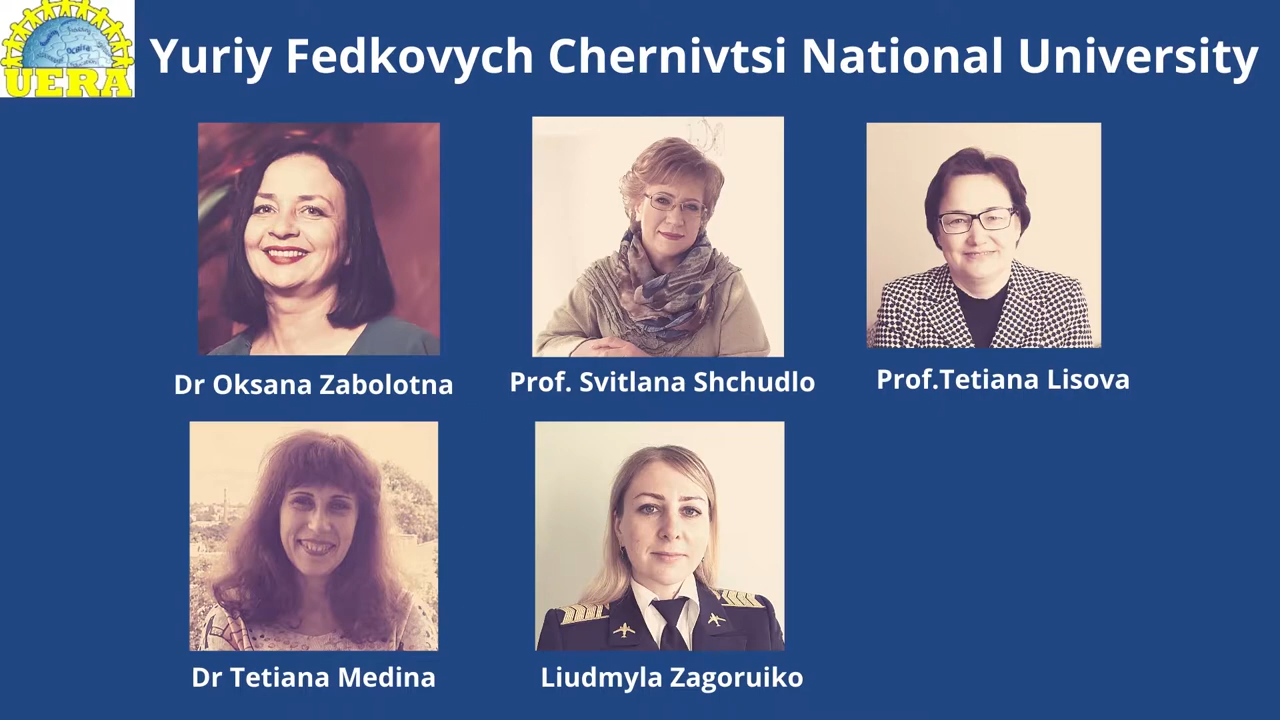 UERA
Yuriy Fedkovych Chernivtsi National University
Dr Oksana Zabolotna
Prof. Svitlana Shchudlo
Prof.Tetiana Lisova
Dr Tetiana Medina
Liudmyla Zagoruiko